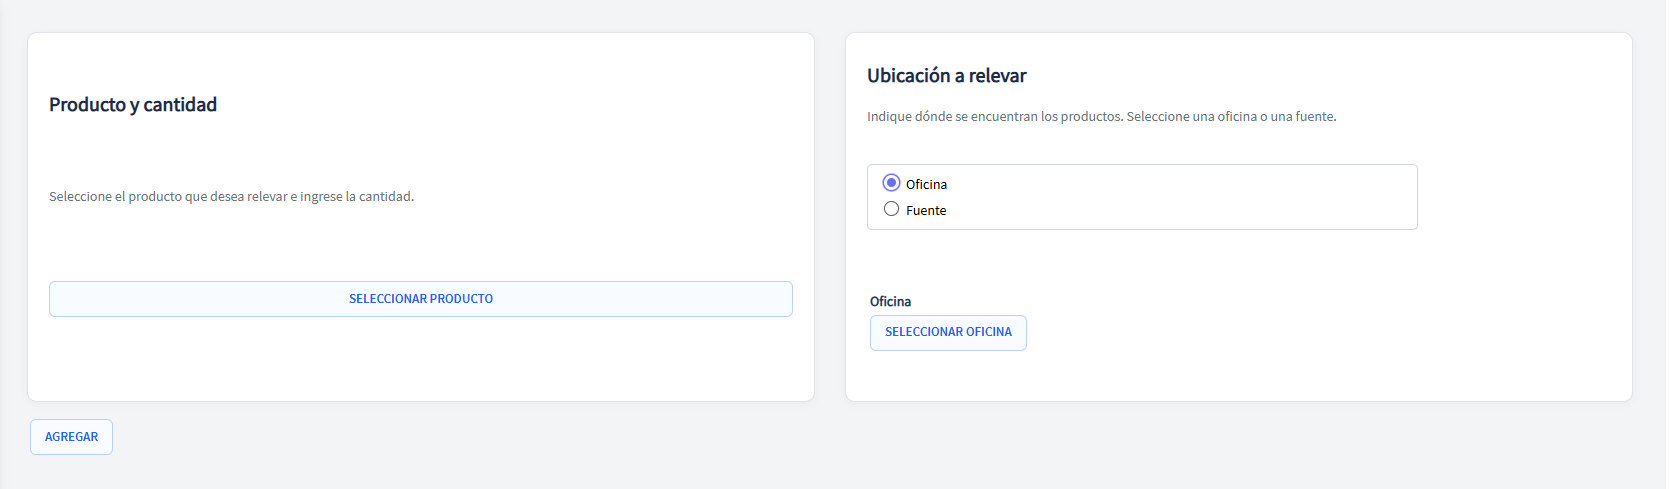 Producto y cantidad
Seleccione el producto que desea relevar e ingrese la cantidad.
SELECCIONAR PRODUCTO
Ubicación a relevar
Indique dónde se encuentran los productos. Seleccione una oficina o una fuente.
Oficina
Fuente
Oficina
SELECCIONAR OFICINA
AGREGAR